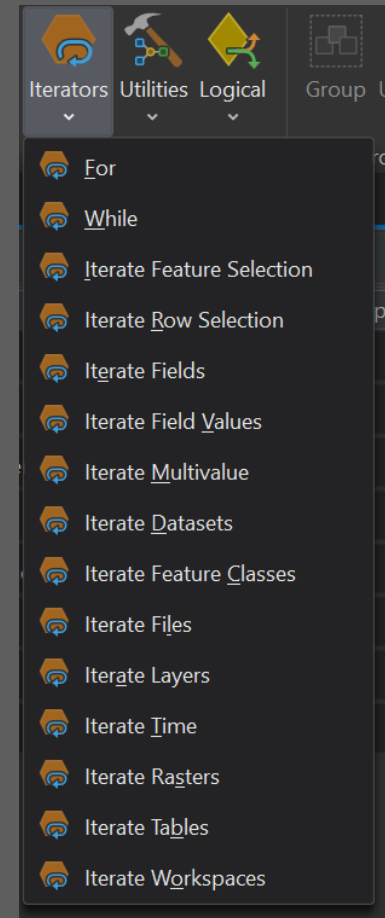 Iterators Utilities Logical Group
For
While
Iterate Feature Selection
Iterate Row Selection
Iterate Fields
Iterate Field Values
Iterate Multivalue
Iterate Datasets
Iterate Feature Classes
Iterate Files
Iterate Layers
Iterate Time
Iterate Rasters
Iterate Tables
Iterate Workspaces